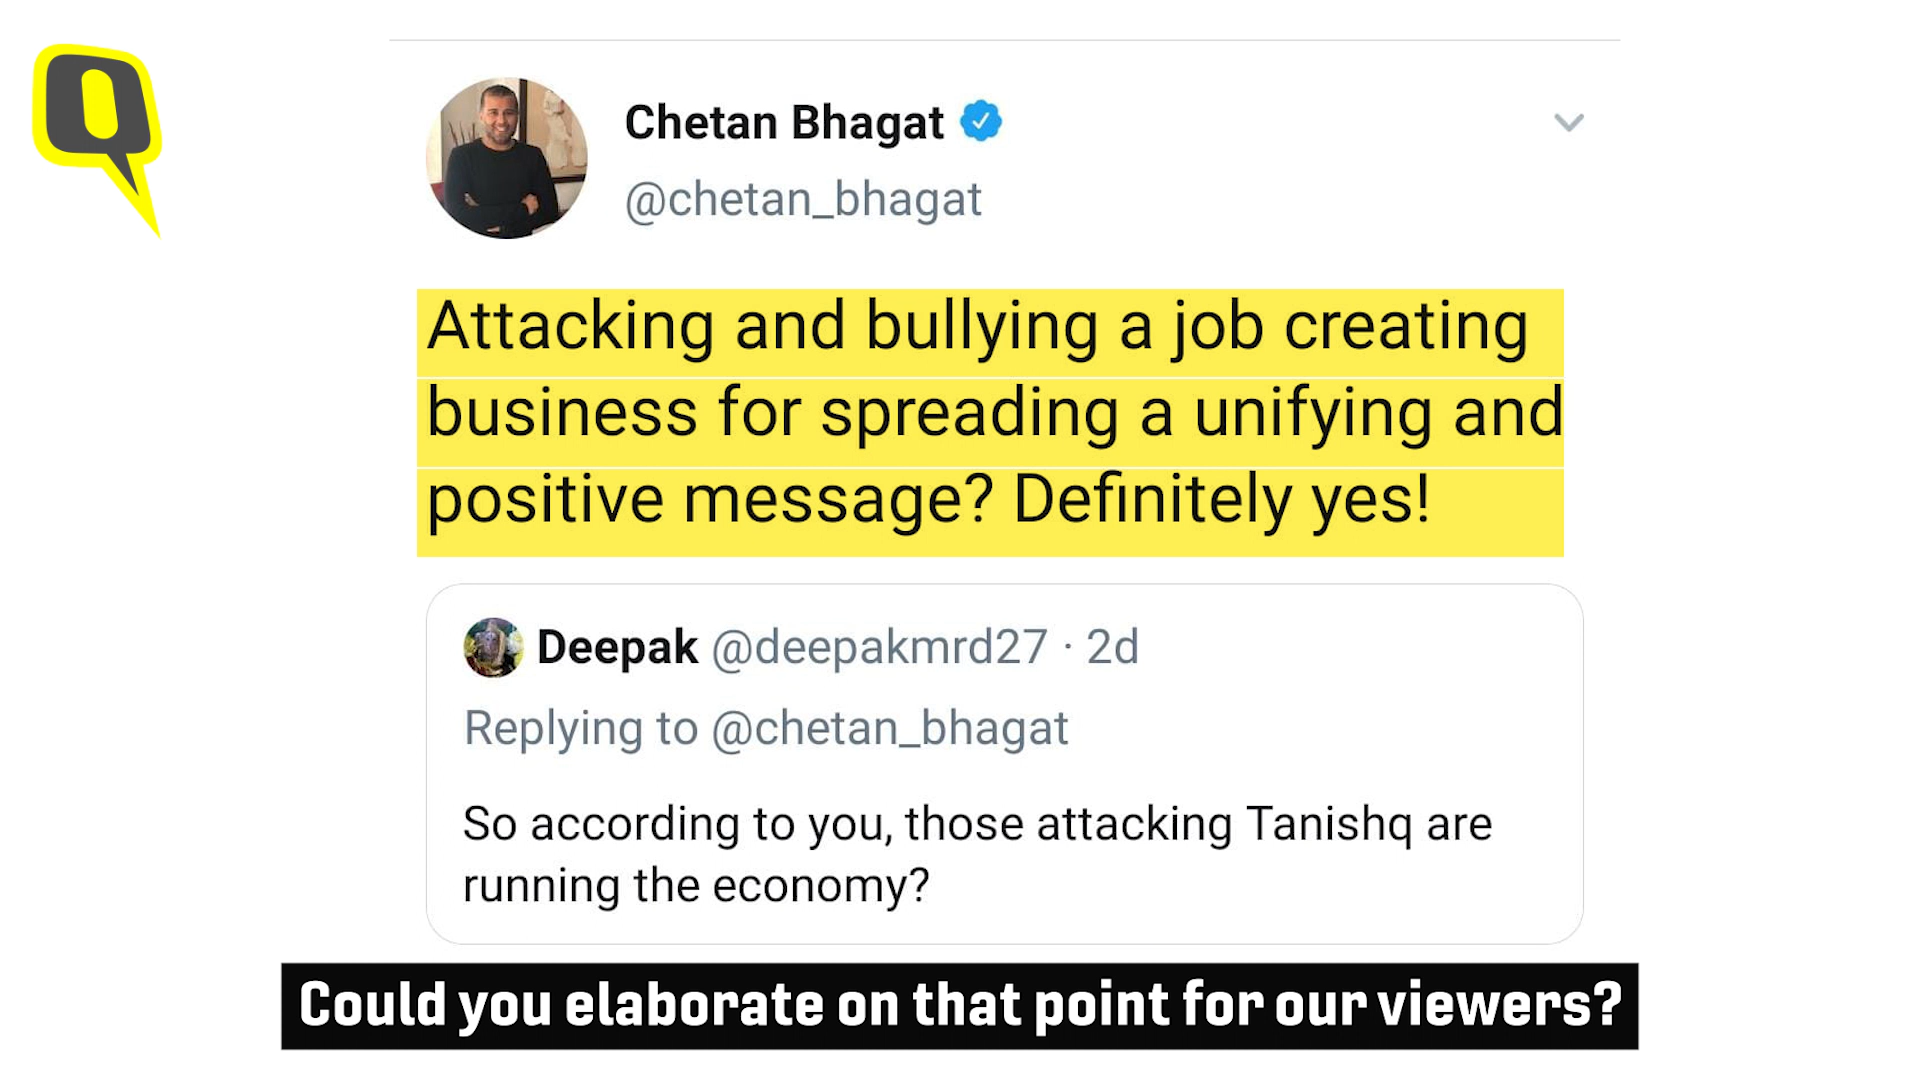 Q
Chetan Bhagat
@chetan_bhagat
Attacking and bullying a job creating
business for spreading a unifying and
positive message? Definitely yes!
Deepak @deepakmrd27 · 2d
Replying to @chetan_bhagat
So according to you, those attacking Tanishq are
running the economy?
Could you elaborate on that point for our viewers?